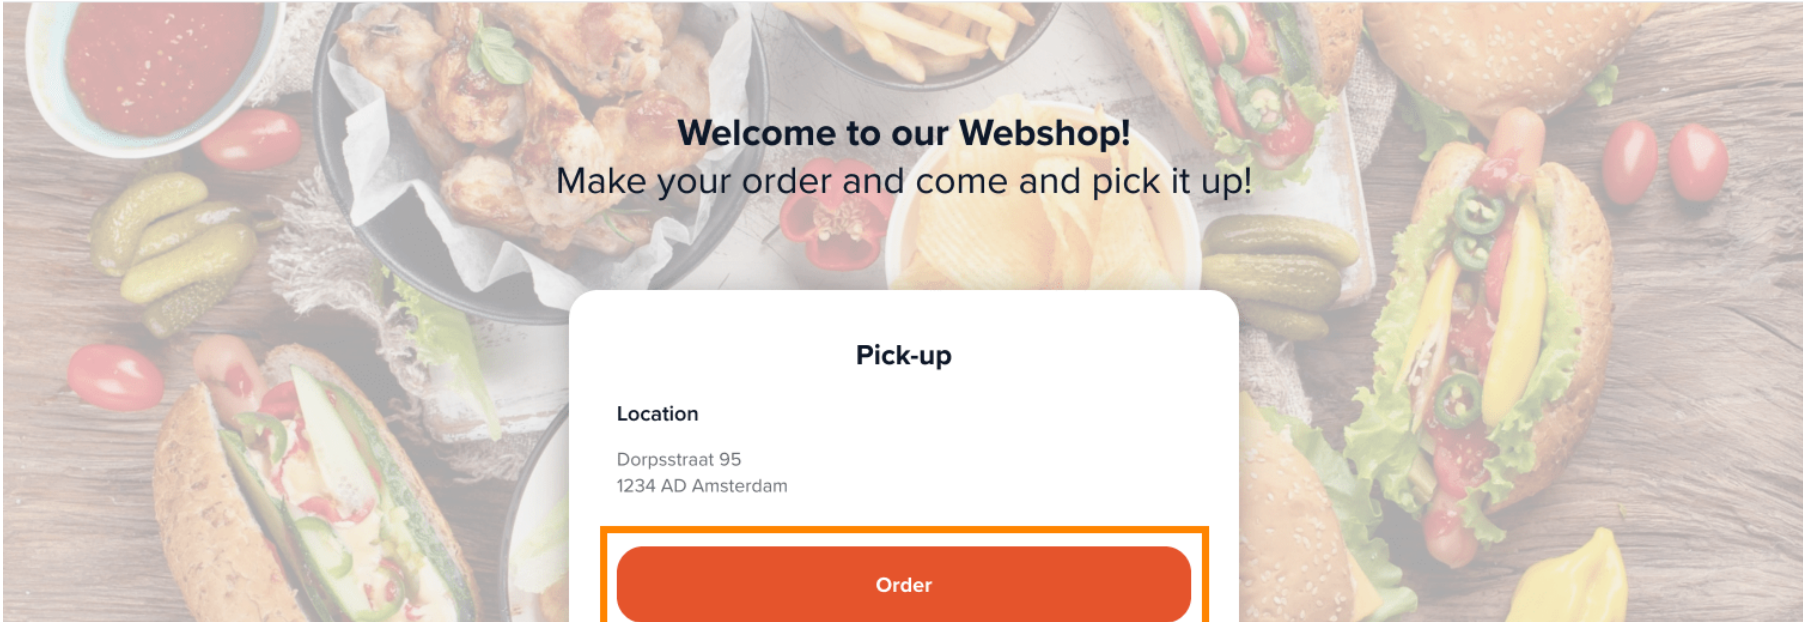 Welcome to our Webshop!
Make your order and come and pick it up!
Pick-up
Location
Dorpsstraat 95
1234 AD Amsterdam
Order